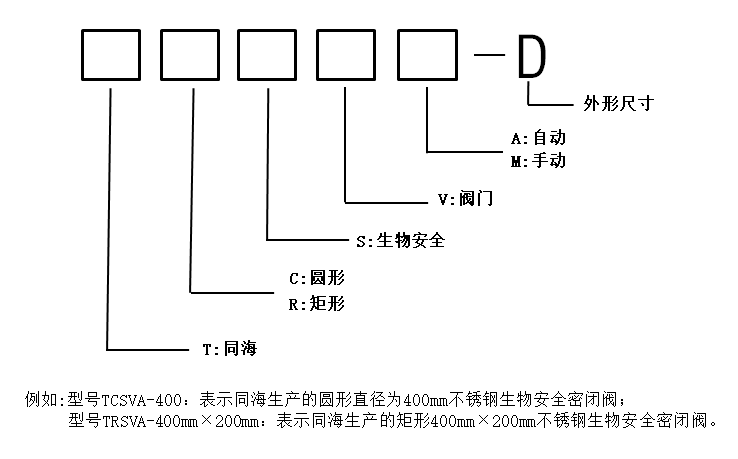 — D
外形尺寸
A:自动
M:手动
V:阀门
S:生物安全
C:圆形
R:矩形
T:同海
例如:型号TCSVA-400：表示同海生产的圆形直径为400mm不锈钢生物安全密闭阀；
型号TRSVA-400mm×200mm：表示同海生产的矩形400mm×200mm不锈钢生物安全密闭阀。